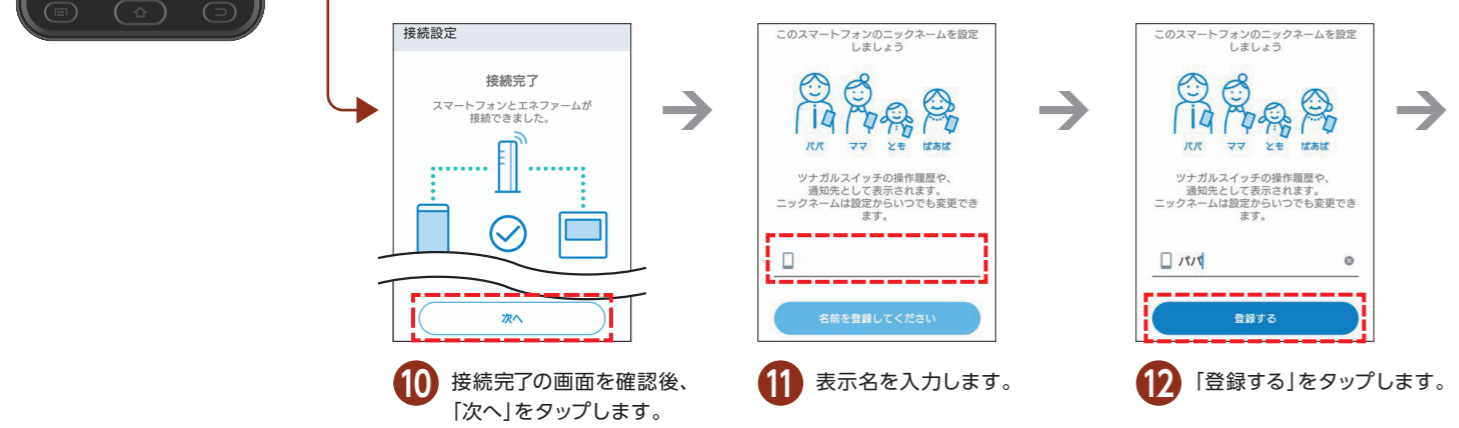 接続設定
接続完了
スマートフォンとエネファームが
接続できました。
次へ
⑩ 接続完了の画面を確認後、
「次へ」をタップします。
このスマートフォンのニックネームを設定
しましょう
パパ ママ とも ばあば
ツナガルスイッチの操作履歴や、
通知先として表示されます。
ニックネームは設定からいつでも変更でき
ます。
名前を登録してください
⑪ 表示名を入力します。
このスマートフォンのニックネームを設定
しましょう
パパ ママ とも ばあば
ツナガルスイッチの操作履歴や、
通知先として表示されます。
ニックネームは設定からいつでも変更でき
ます。
パパ
登録する
⑫ 「登録する」をタップします。